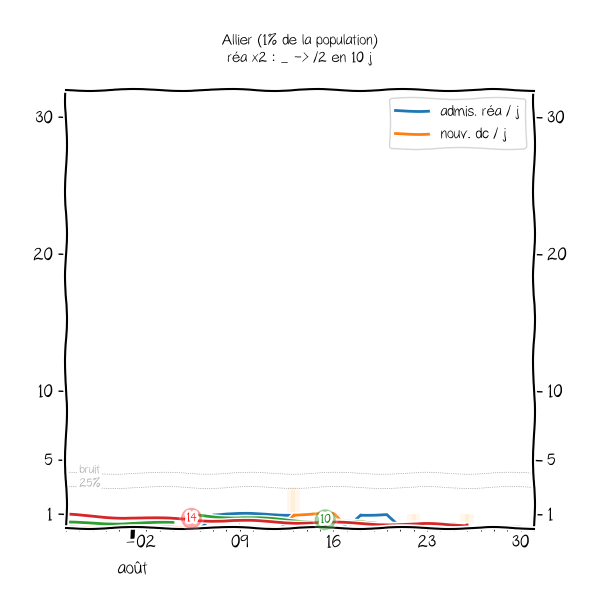 Allier (1% de la population)
réa x2 : _ -> /2 en 10 j
admis. réa / j
nouv. dc / j
30 30
20 20
10 10
5 5
bruit
25%
1 14 10 1
02 09 16 23 30
août